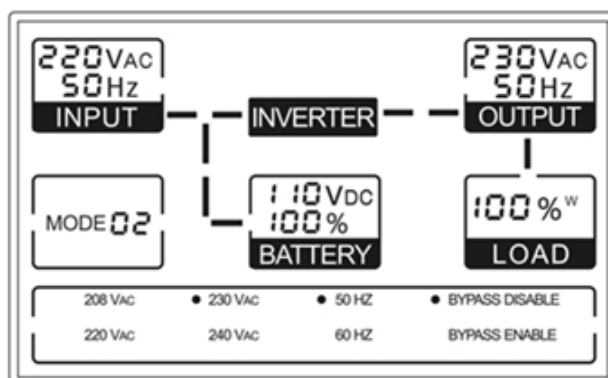 220VAC
50Hz
INPUT
INVERTER
230VAC
50Hz
OUTPUT
MODE 02
110VDC
100%
BATTERY
100%W
LOAD
208 VAC ● 230 VAC ● 50 HZ ● BYPASS DISABLE
220 VAC 240 VAC 60 HZ BYPASS ENABLE